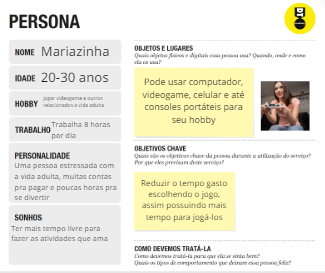 PERSONA
NOME Mariazinha
IDADE 20-30 anos
HOBBY jogar videogame e outros
relacionados a vida adulta
TRABALHO Trabalha 8 horas
por dia
PERSONALIDADE
Uma pessoa estressada com
a vida adulta, muitas contas
pra pagar e poucas horas pra
se divertir
SONHOS
Ter mais tempo livre para
fazer as atividades que ama
OBJETOS E LUGARES
Quais objetos físicos e digitais essa pessoa usa? Quando, onde e como
ela os usa?
Pode usar computador,
videogame, celular e até
consoles portáteis para
seu hobby
OBJETIVOS CHAVE
Quais são os objetivos chave da pessoa durante a utilização do serviço?
Por que eles precisam deste serviço?
Reduzir o tempo gasto
escolhendo o jogo,
assim possuindo mais
tempo para jogá-los
COMO DEVEMOS TRATÁ-LA
Como devemos tratá-la para que ela se sinta bem?
Quais os tipos de comportamento que deixam essa pessoa feliz?